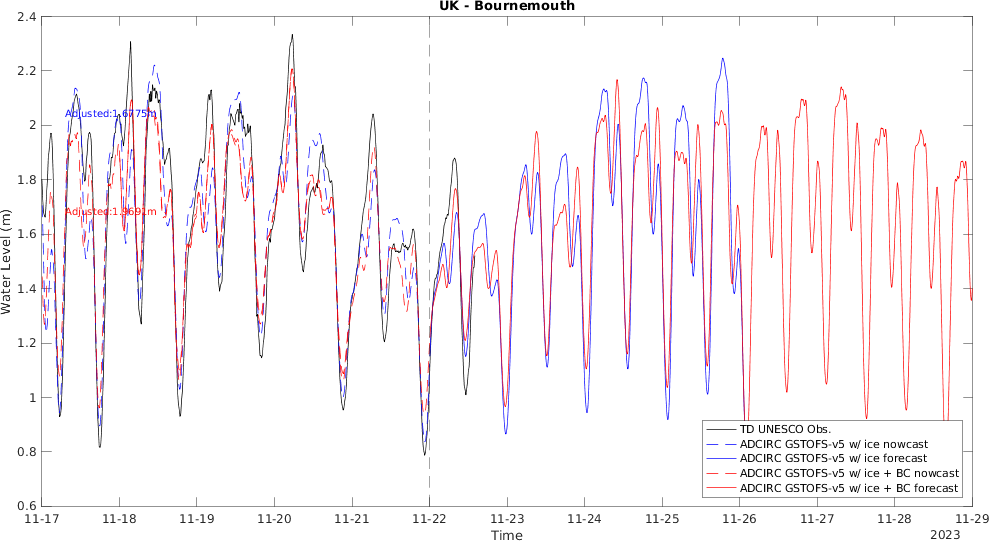 UK - Bournemouth
2.4
2.2
2
1.8
1.6
1.4
1.2
1
0.8
0.6
Water Level (m)
Adjusted:1.6775m
11-17
11-18
11-19
11-20
11-21
11-22
11-23
11-24
11-25
11-26
11-27
11-28
11-29
2023
Time
TD UNESCO Obs.
ADCIRC GSTOFS-v5 w/ ice nowcast
ADCIRC GSTOFS-v5 w/ ice forecast
ADCIRC GSTOFS-v5 w/ ice + BC nowcast
ADCIRC GSTOFS-v5 w/ ice + BC forecast